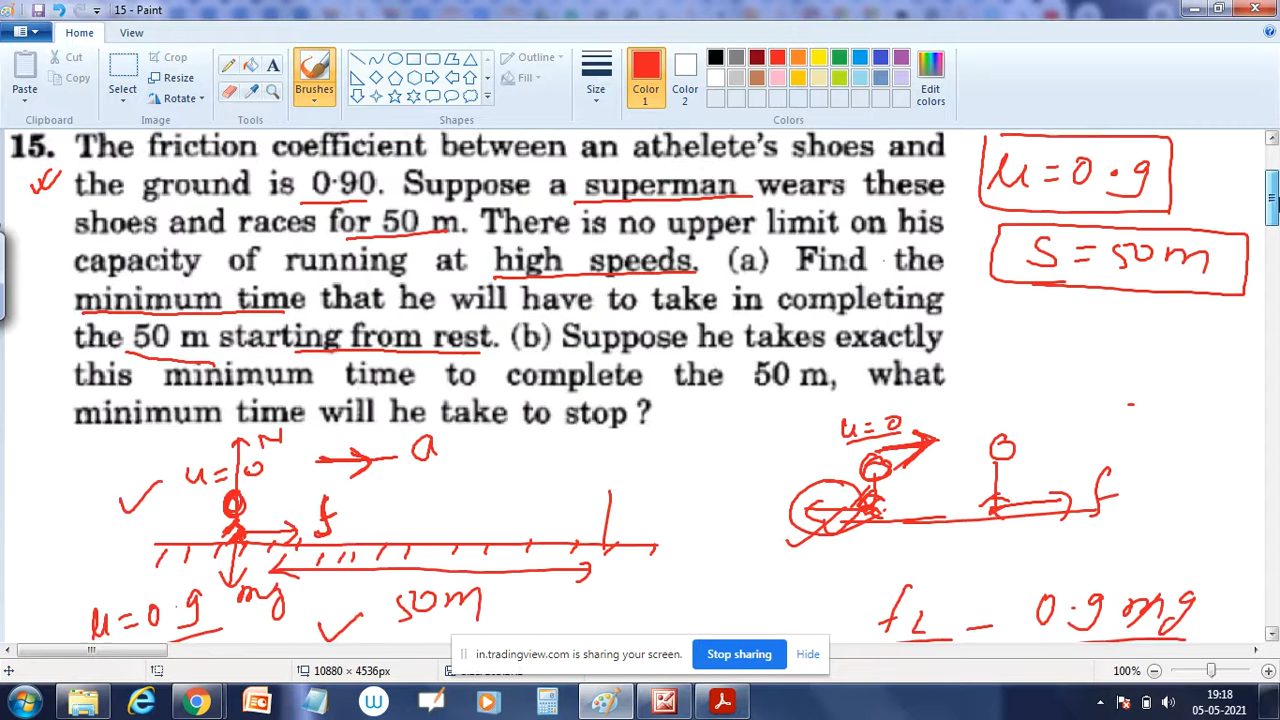 15 - Paint
Home
View
Paste
Cut
Copy
Clipboard
Select
Crop
Resize
Rotate
Image
Tools
Brushes
Outline
Fill
Shapes
Size
Color 1
Color 2
Edit colors
Colors
15. The friction coefficient between an athelete's shoes and
the ground is 0·90. Suppose a superman wears these
shoes and races for 50 m. There is no upper limit on his
capacity of running at high speeds. (a) Find the
minimum time that he will have to take in completing
the 50 m starting from rest. (b) Suppose he takes exactly
this minimum time to complete the 50 m, what
minimum time will he take to stop ?
μ = 0.9
S = 50 m
N
u = 0
a
f
mg
μ = 0.9
50 m
u = 0
f
fL = 0.9 mg
in.tradingview.com is sharing your screen.
Stop sharing
Hide
10880 × 4536px
100%
19:18
05-05-2021